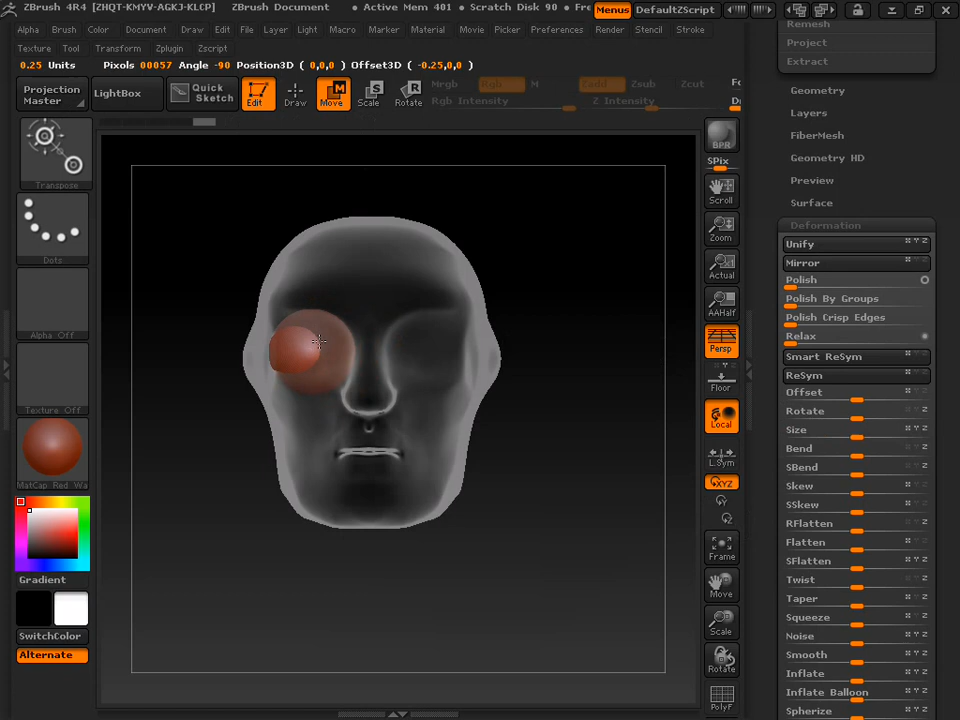 ZBrush 4R4 [ZHQT-KMYV-AGKJ-KLCP] ZBrush Document • Active Mem 401 • Scratch Disk 90 • Menus DefaultZScript
Alpha Brush Color Document Draw Edit File Layer Light Macro Marker Material Movie Picker Preferences Render Stencil Stroke
Texture Tool Transform Zplugin Zscript
0.25 Units Pixols 00057 Angle -90 Position3D ( 0,0,0 ) Offset3D ( -0.25,0,0 )
Projection Master
LightBox
Quick Sketch
Edit
Draw
Move
Scale
Rotate
Mrgb Rgb M Zadd Zsub Zcut
Rgb Intensity Z Intensity
Transpose
Dots
Alpha Off
Texture Off
MatCap Red Wa
Gradient
SwitchColor
Alternate
BPR
SPix
Scroll
Zoom
Actual
AAHalf
Persp
Floor
Local
L.Sym
XYZ
Y
Z
Frame
Move
Scale
Rotate
PolyF
Remesh
Project
Extract
Geometry
Layers
FiberMesh
Geometry HD
Preview
Surface
Deformation
Unify
Mirror
Polish
Polish By Groups
Polish Crisp Edges
Relax
Smart ReSym
ReSym
Offset
Rotate
Size
Bend
SBend
Skew
SSkew
RFlatten
Flatten
SFlatten
Twist
Taper
Squeeze
Noise
Smooth
Inflate
Inflate Balloon
Spherize